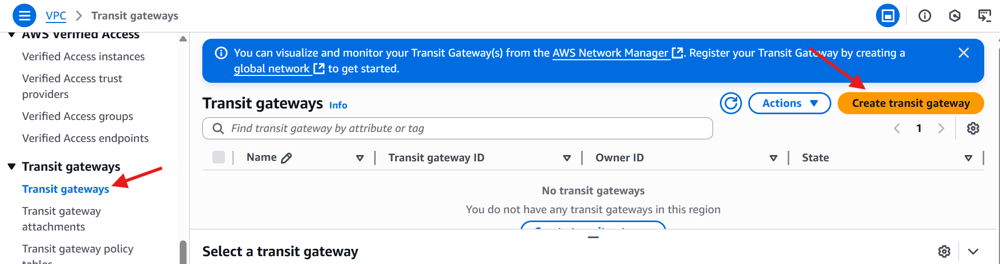 VPC > Transit gateways
AWS Verified Access
Verified Access instances
Verified Access trust
providers
Verified Access groups
Verified Access endpoints
Transit gateways
Transit gateways
Transit gateway
attachments
Transit gateway policy
tables
You can visualize and monitor your Transit Gateway(s) from the AWS Network Manager. Register your Transit Gateway by creating a
global network to get started.
Transit gateways Info
Actions
Create transit gateway
Find transit gateway by attribute or tag
1
Name Transit gateway ID Owner ID State
No transit gateways
You do not have any transit gateways in this region
Select a transit gateway